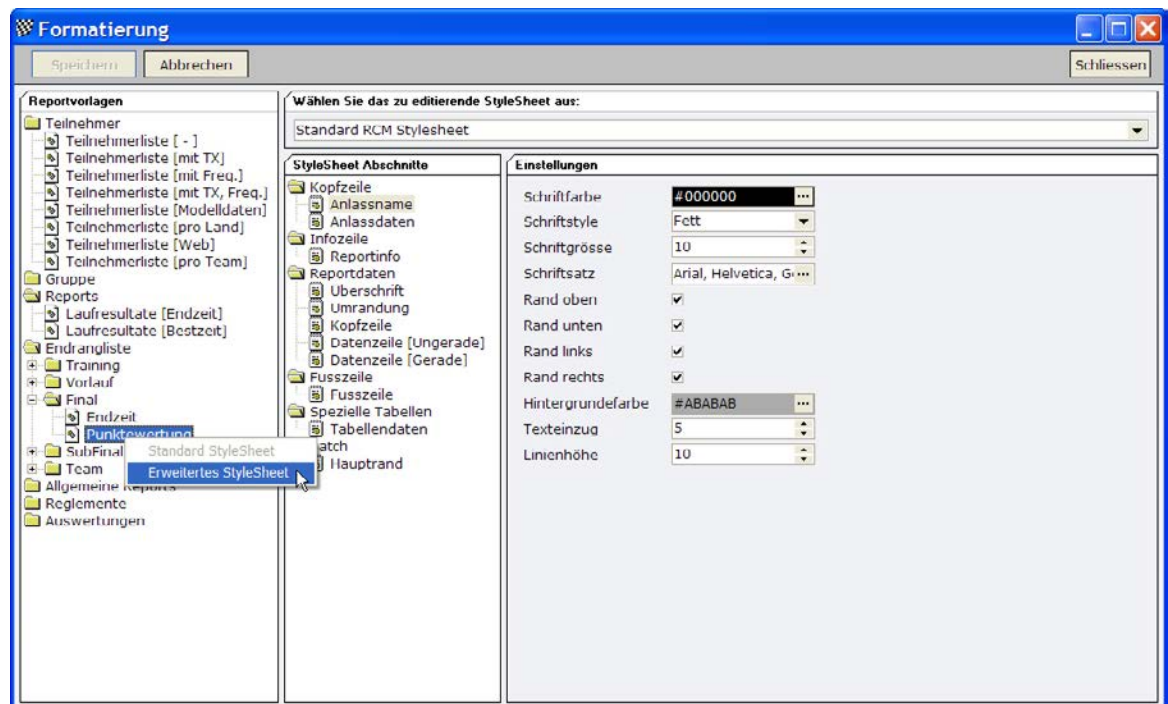 Formatierung
Speichern
Abbrechen
Schliessen
Reportvorlagen
Teilnehmer
Teilnehmerliste [ - ]
Teilnehmerliste [mit TX]
Teilnehmerliste [mit Freq.]
Teilnehmerliste [mit TX, Freq.]
Teilnehmerliste [Modelldaten]
Teilnehmerliste [pro Land]
Teilnehmerliste [Web]
Teilnehmerliste [pro Team]
Gruppe
Reports
Laufresultate [Endzeit]
Laufresultate [Bestzeit]
Endrangliste
Training
Vorlauf
Final
Endzeit
Punktewertung
SubFinal
Team
Allgemeine Reports
Reglemente
Auswertungen
Standard StyleSheet
Erweitertes StyleSheet
Wählen Sie das zu editierende StyleSheet aus:
Standard RCM Stylesheet
StyleSheet Abschnitte
Kopfzeile
Anlassname
Anlassdaten
Infozeile
Reportinfo
Reportdaten
Überschrift
Umrandung
Kopfzeile
Datenzeile [Ungerade]
Datenzeile [Gerade]
Fusszeile
Fusszeile
Spezielle Tabellen
Tabellendaten
atch
Hauptrand
Einstellungen
Schriftfarbe #000000 ...
Schriftstyle Fett
Schriftgrösse 10
Schriftsatz Arial, Helvetica, G ...
Rand oben
Rand unten
Rand links
Rand rechts
Hintergrundefarbe #ABABAB ...
Texteinzug 5
Linienhöhe 10